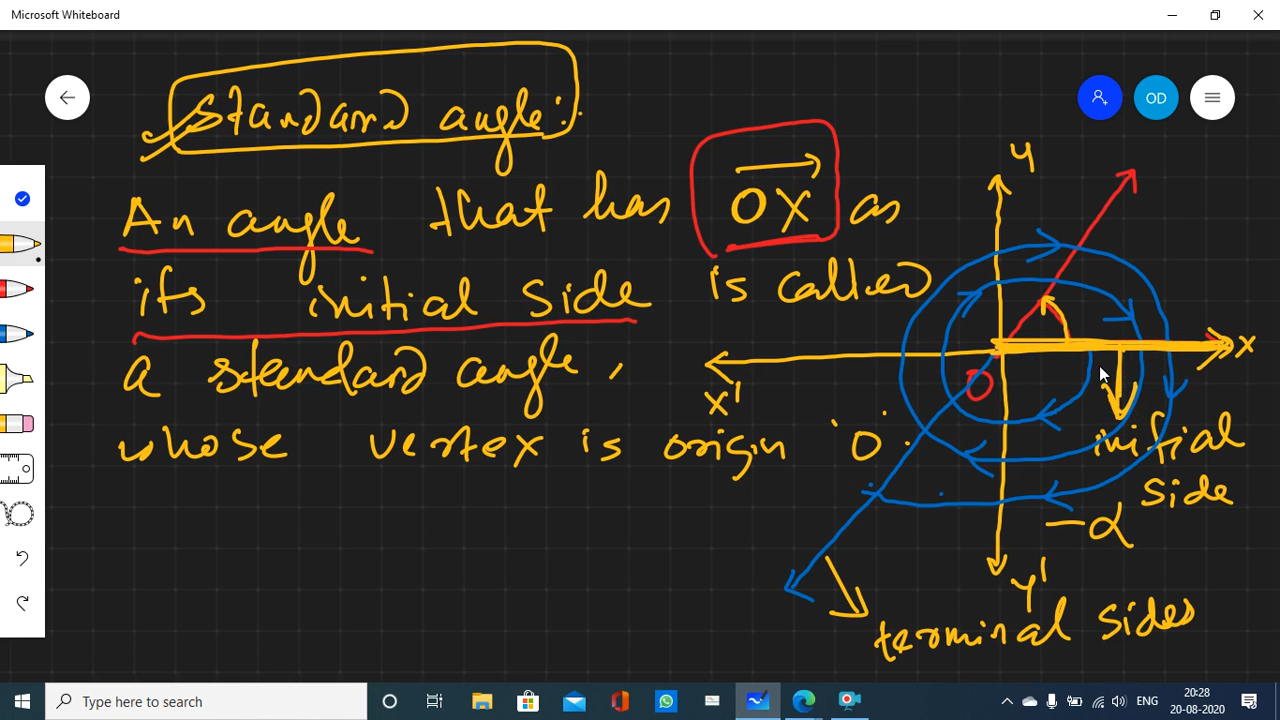 Microsoft Whiteboard
OD
Standard angle:
An angle that has OX as
its initial side is called
a standard angle,
whose vertex is origin 'O'.
Y
X
X'
O
initial
side
-α
Y'
terminal sides
Type here to search
ENG
20:28
20-08-2020